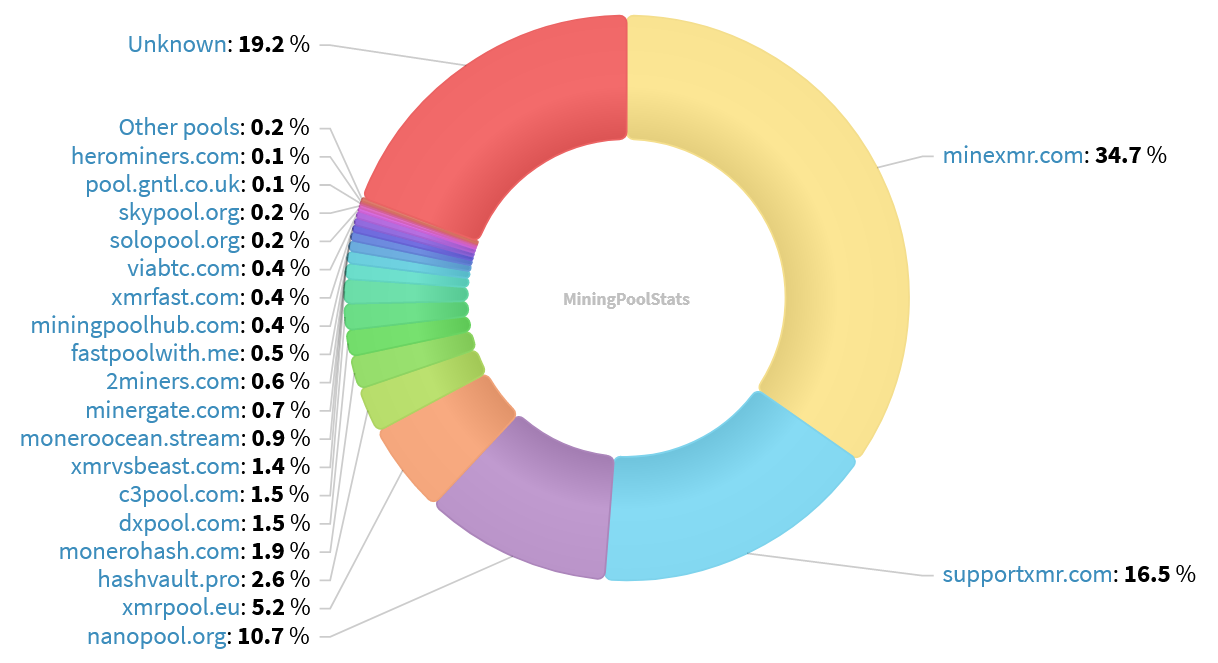 Unknown: 19.2 %
Other pools: 0.2 %
herominers.com: 0.1 %
pool.gntl.co.uk: 0.1 %
skypool.org: 0.2 %
solopool.org: 0.2 %
viabtc.com: 0.4 %
xmrfast.com: 0.4 %
miningpoolhub.com: 0.4 %
fastpoolwith.me: 0.5 %
2miners.com: 0.6 %
minergate.com: 0.7 %
moneroocean.stream: 0.9 %
xmrvsbeast.com: 1.4 %
c3pool.com: 1.5 %
dxpool.com: 1.5 %
monerohash.com: 1.9 %
hashvault.pro: 2.6 %
xmrpool.eu: 5.2 %
nanopool.org: 10.7 %
MiningPoolStats
minexmr.com: 34.7 %
supportxmr.com: 16.5 %